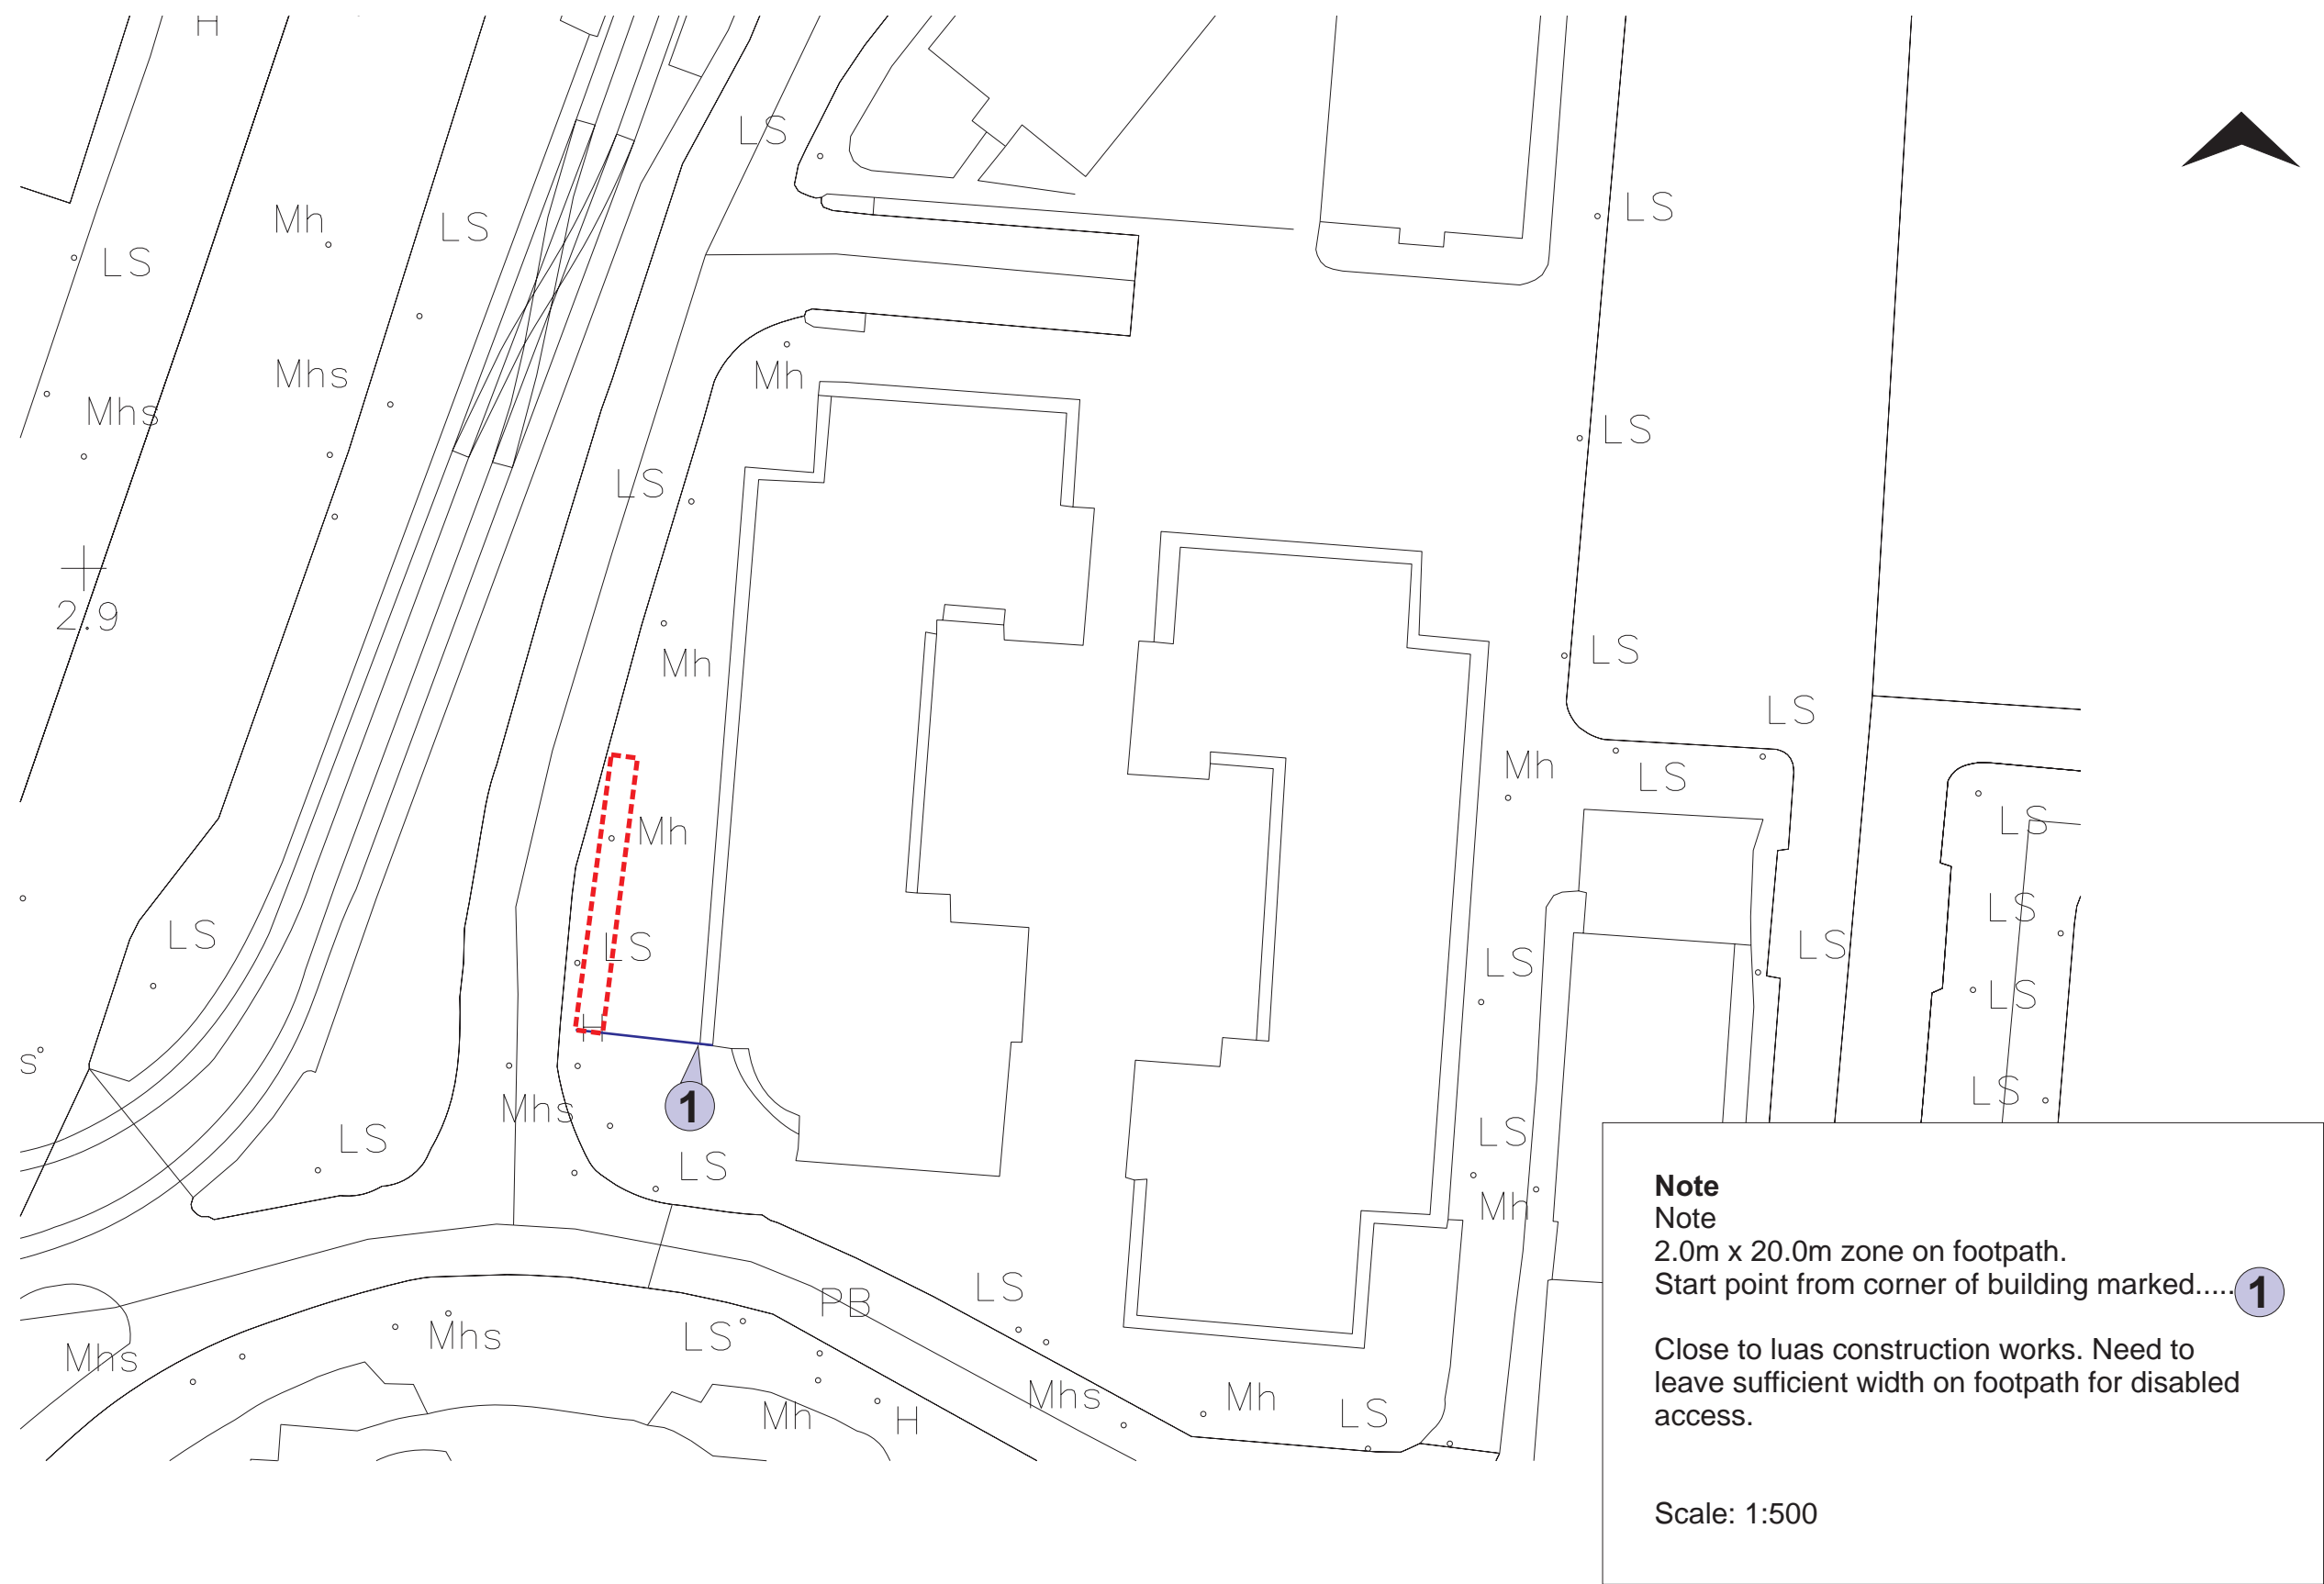 H
LS
LS
Mh
LS
LS
Mhs
Mh
Mhs
LS
LS
2.9
LS
Mh
LS
Mh
LS
Mh
LS
LS
LS
LS
LS
LS
LS
s
1
Mhs
LS
LS
LS
LS
Mh
PB
LS
Mhs
LS
Mhs
Mhs
Mh
Mh
H
LS
Note
Note
2.0m x 20.0m zone on footpath.
Start point from corner of building marked..... 1
Close to luas construction works. Need to
leave sufficient width on footpath for disabled
access.
Scale: 1:500